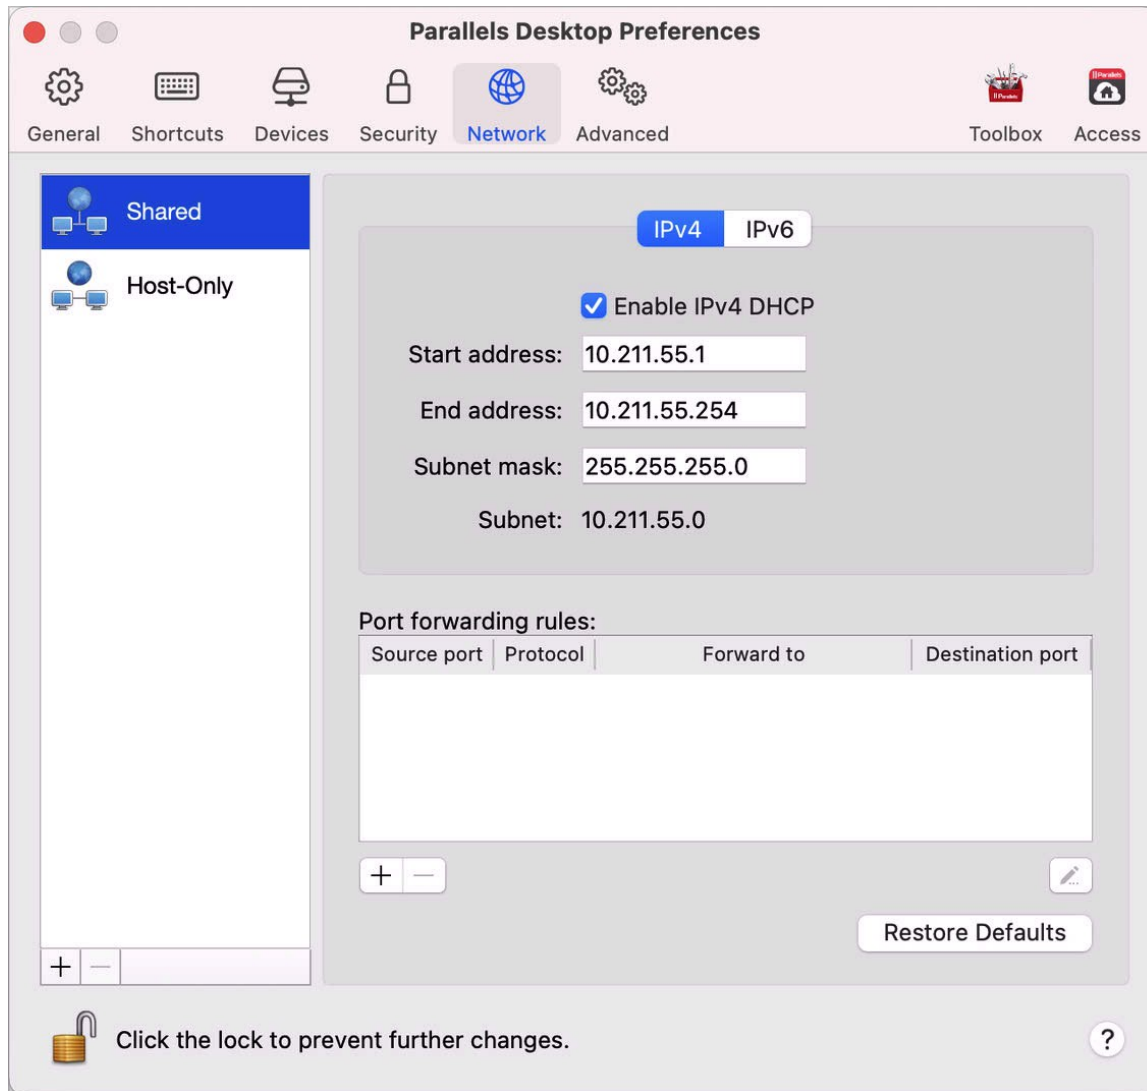 Parallels Desktop Preferences
General Shortcuts Devices Security Network Advanced Toolbox Access
Shared
Host-Only
IPv4 IPv6
Enable IPv4 DHCP
Start address: 10.211.55.1
End address: 10.211.55.254
Subnet mask: 255.255.255.0
Subnet: 10.211.55.0
Port forwarding rules:
Source port Protocol Forward to Destination port
Restore Defaults
Click the lock to prevent further changes. ?